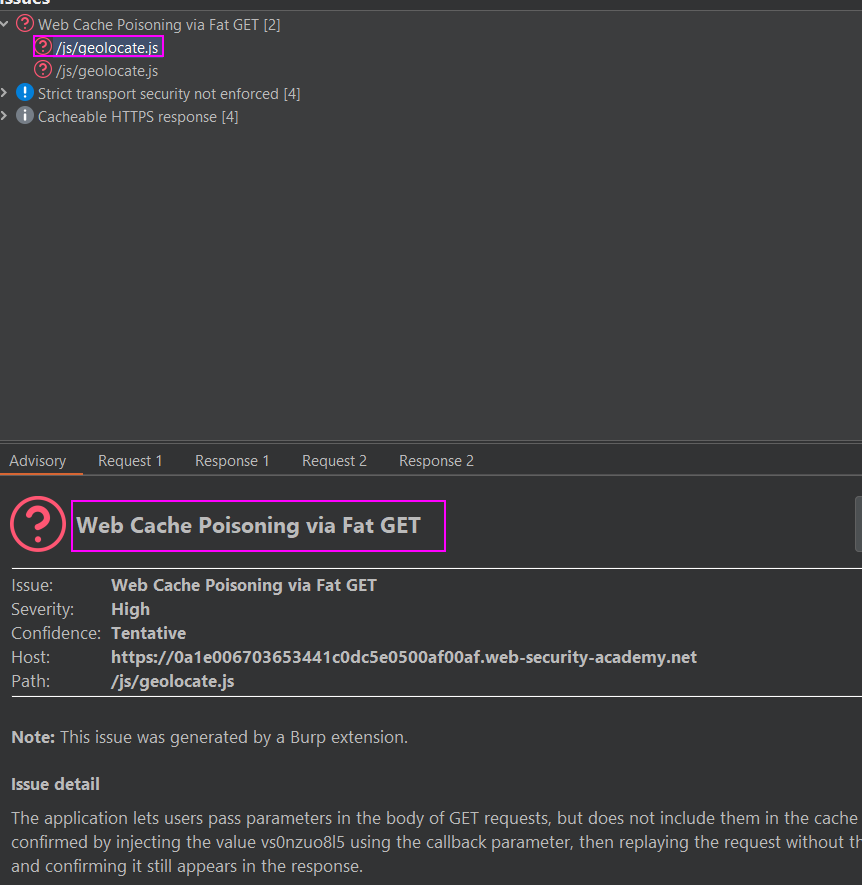 Issues
Web Cache Poisoning via Fat GET [2]
/js/geolocate.js
/js/geolocate.js
Strict transport security not enforced [4]
Cacheable HTTPS response [4]
Advisory Request 1 Response 1 Request 2 Response 2
Web Cache Poisoning via Fat GET
Issue: Web Cache Poisoning via Fat GET
Severity: High
Confidence: Tentative
Host: https://0a1e006703653441c0dc5e0500af00af.web-security-academy.net
Path: /js/geolocate.js
Note: This issue was generated by a Burp extension.
Issue detail
The application lets users pass parameters in the body of GET requests, but does not include them in the cache
confirmed by injecting the value vs0nzuo8l5 using the callback parameter, then replaying the request without
and confirming it still appears in the response.